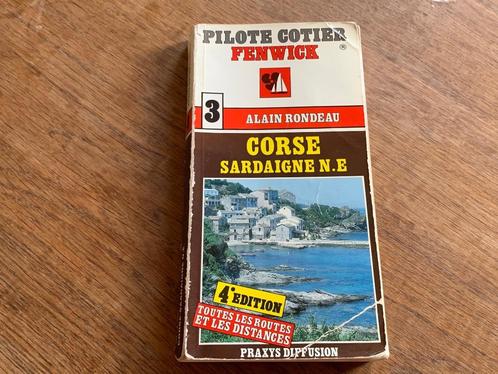 PILOTE COTIER
FENWICK
®
3
ALAIN RONDEAU
CORSE
SARDAIGNE N.E
4e EDITION
TOUTES LES ROUTES
ET LES DISTANCES
PRAXYS DIFFUSION